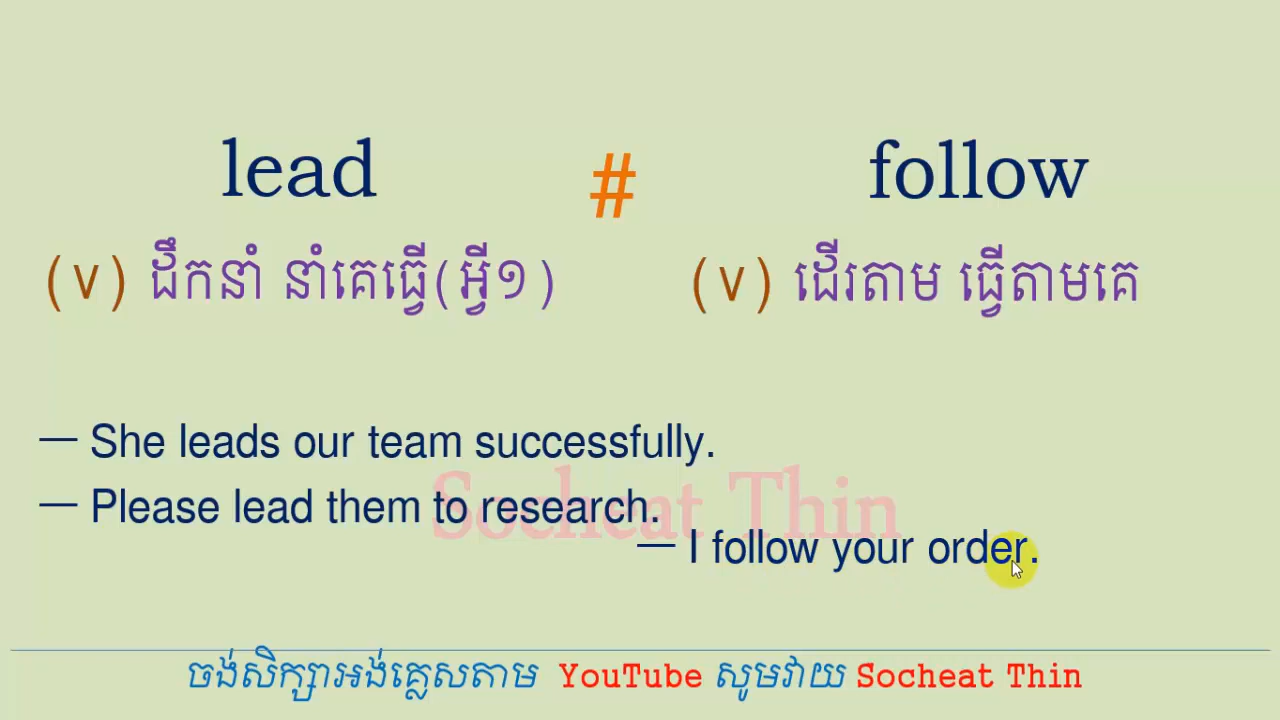 lead # follow
(v) ដឹកនាំ នាំគេធ្វើ(អ្វី១) (v) ដើរតាម ធ្វើតាមគេ
— She leads our team successfully.
— Please lead them to research.
Socheat Thin
— I follow your order.
ចង់សិក្សាអង់គ្លេសតាម YouTube សូមវាយ Socheat Thin